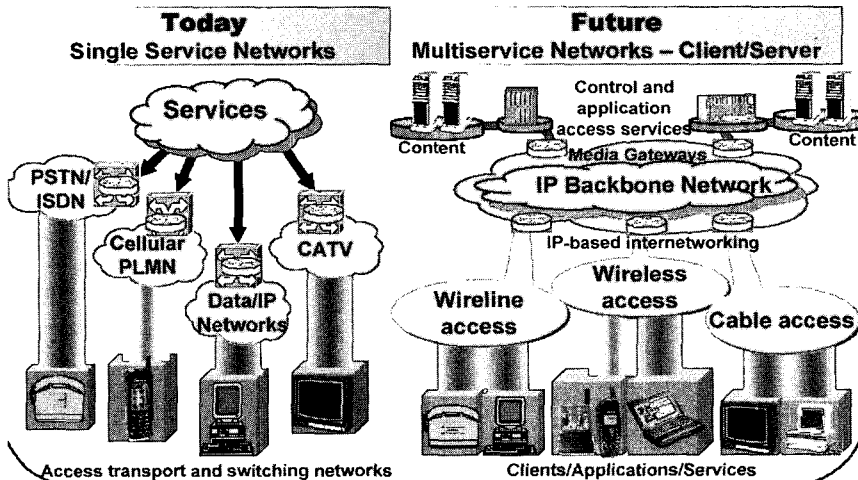 Today
Single Service Networks
Services
PSTN/
ISDN
Cellular
PLMN
Data/IP
Networks
CATV
Access transport and switching networks
Future
Multiservice Networks – Client/Server
Control and
application
access services
Content
Content
Media Gateways
IP Backbone Network
IP-based internetworking
Wireline
access
Wireless
access
Cable access
Clients/Applications/Services